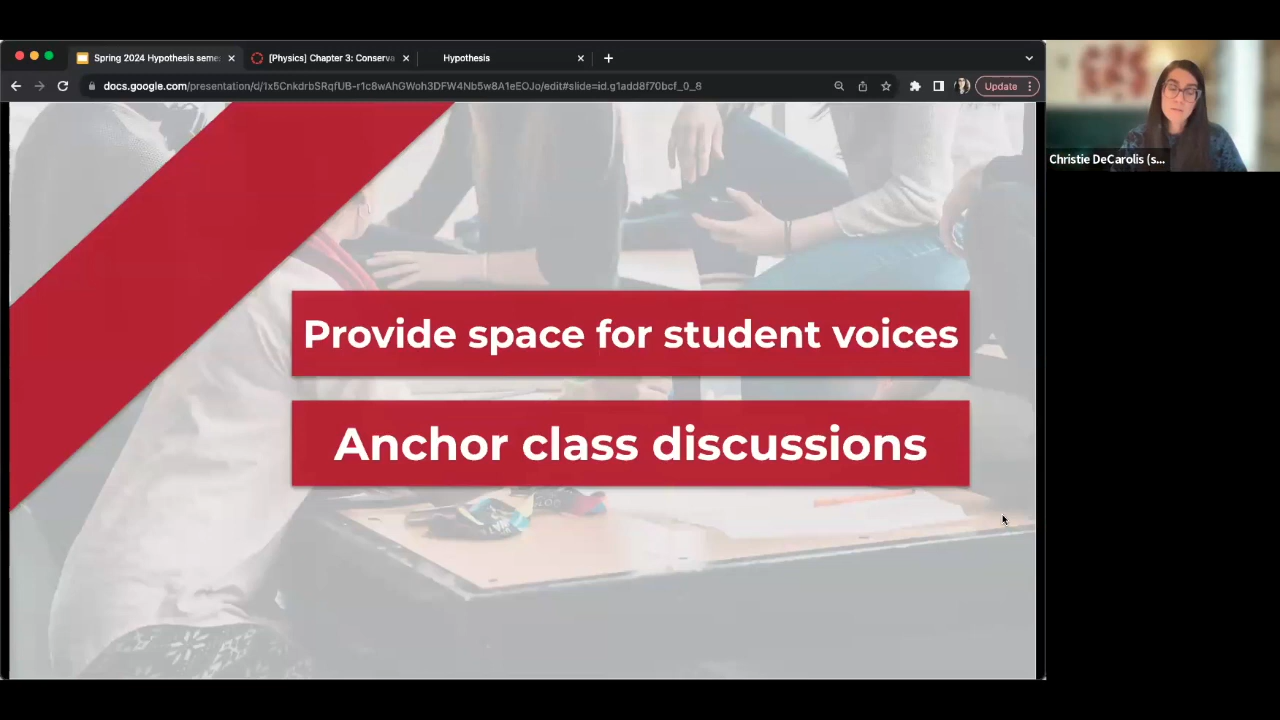 Spring 2024 Hypothesis seme
[Physics] Chapter 3: Conserva
Hypothesis
docs.google.com/presentation/d/1x5CnkdrbSRqfUB-r1c8wAhGWoh3DFW4Nb5w8A1eEOJo/edit#slide=id.g1add8f70bcf_0_8
Update
Christie DeCarolis (s...
Provide space for student voices
Anchor class discussions